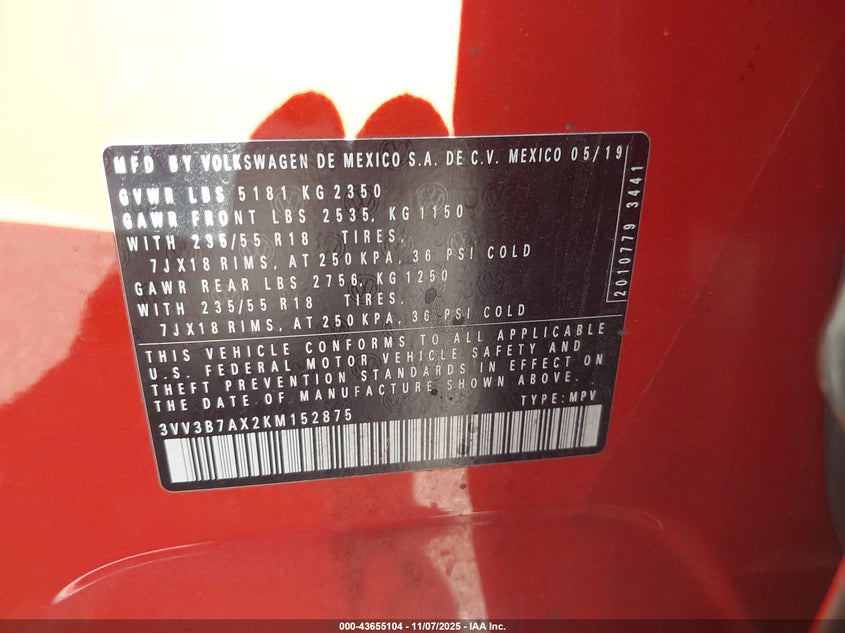 MFD BY VOLKSWAGEN DE MEXICO S.A. DE C.V. MEXICO 05/19
GVWR LBS 5181 KG 2350
GAWR FRONT LBS 2535, KG 1150
WITH 235/55 R18 TIRES,
7JX18 RIMS, AT 250 KPA, 36 PSI COLD
GAWR REAR LBS 2756, KG 1250
WITH 235/55 R18 TIRES,
7JX18 RIMS, AT 250 KPA, 36 PSI COLD
2010779 3441
THIS VEHICLE CONFORMS TO ALL APPLICABLE
U.S. FEDERAL MOTOR VEHICLE SAFETY AND
THEFT PREVENTION STANDARDS IN EFFECT ON
THE DATE OF MANUFACTURE SHOWN ABOVE.
3VV3B7AX2KM152875 TYPE: MPV
000-43655104 - 11/07/2025 - IAA Inc.